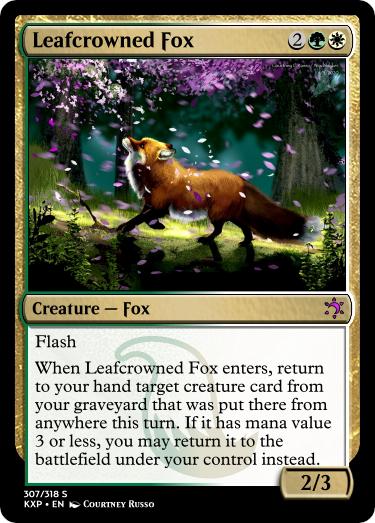 Leafcrowned Fox 2
Creature — Fox
Flash
When Leafcrowned Fox enters, return
to your hand target creature card from
your graveyard that was put there from
anywhere this turn. If it has mana value
3 or less, you may return it to the
battlefield under your control instead.
2/3
307/318 S
KXP • EN Courtney Russo